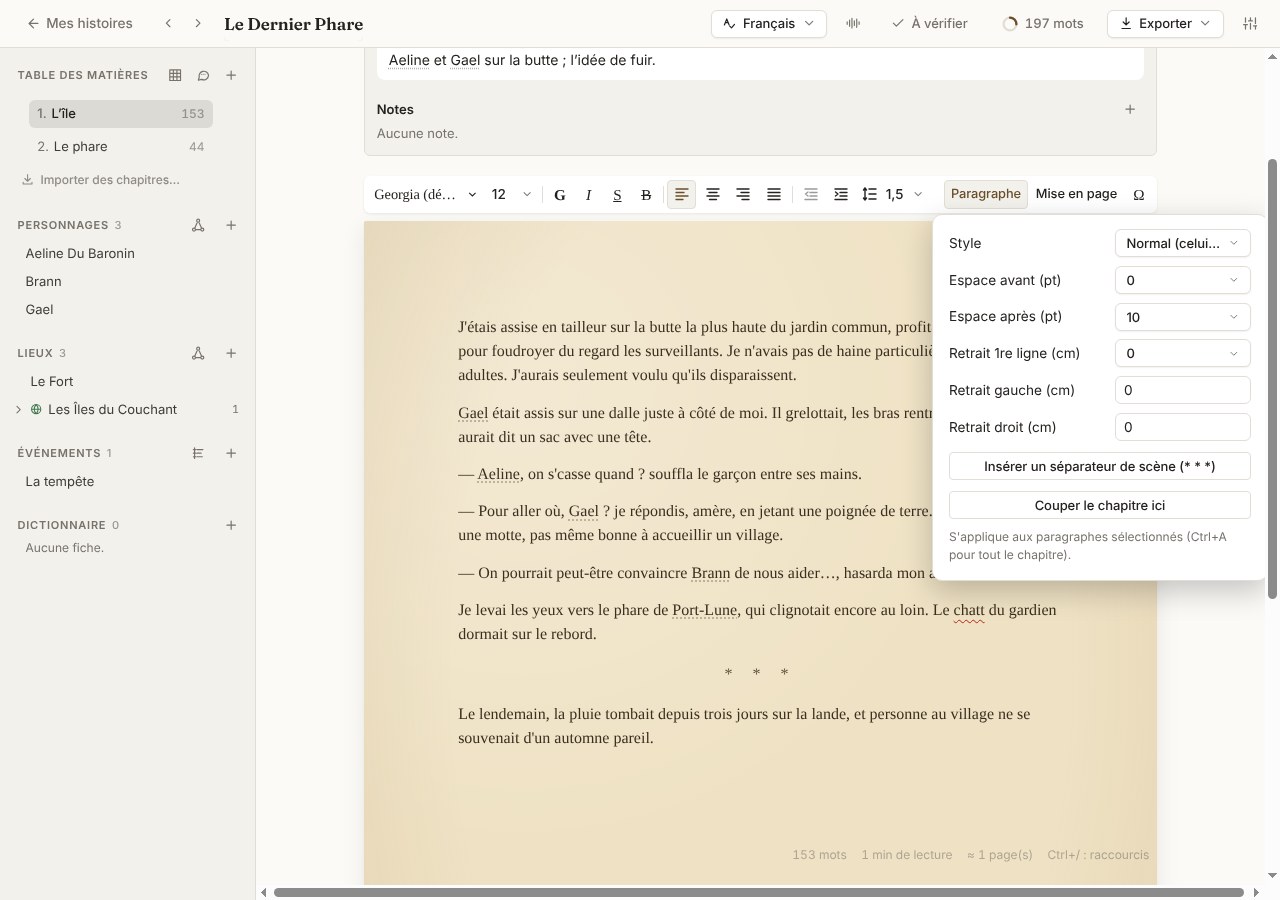 Mes histoires
Le Dernier Phare
Français
À vérifier
197 mots
Exporter
TABLE DES MATIÈRES
1. L'île 153
2. Le phare 44
Importer des chapitres...
PERSONNAGES 3
Aeline Du Baronin
Brann
Gael
LIEUX 3
Le Fort
Les Îles du Couchant 1
ÉVÉNEMENTS 1
La tempête
DICTIONNAIRE 0
Aucune fiche.
Aeline et Gael sur la butte ; l'idée de fuir.
Notes
Aucune note.
Georgia (dé… 12 G I S B 1,5 Paragraphe Mise en page Ω
Style Normal (celui...
Espace avant (pt) 0
Espace après (pt) 10
Retrait 1re ligne (cm) 0
Retrait gauche (cm) 0
Retrait droit (cm) 0
Insérer un séparateur de scène (* * *)
Couper le chapitre ici
S'applique aux paragraphes sélectionnés (Ctrl+A
pour tout le chapitre).
J'étais assise en tailleur sur la butte la plus haute du jardin commun, profit
pour foudroyer du regard les surveillants. Je n'avais pas de haine particuliè
adultes. J'aurais seulement voulu qu'ils disparaissent.
Gael était assis sur une dalle juste à côté de moi. Il grelottait, les bras rentr
aurait dit un sac avec une tête.
— Aeline, on s'casse quand ? souffla le garçon entre ses mains.
— Pour aller où, Gael ? je répondis, amère, en jetant une poignée de terre.
une motte, pas même bonne à accueillir un village.
— On pourrait peut-être convaincre Brann de nous aider…, hasarda mon a
Je levai les yeux vers le phare de Port-Lune, qui clignotait encore au loin. Le chatt du gardien
dormait sur le rebord.
* * *
Le lendemain, la pluie tombait depuis trois jours sur la lande, et personne au village ne se
souvenait d'un automne pareil.
153 mots 1 min de lecture ≈ 1 page(s) Ctrl+/ : raccourcis